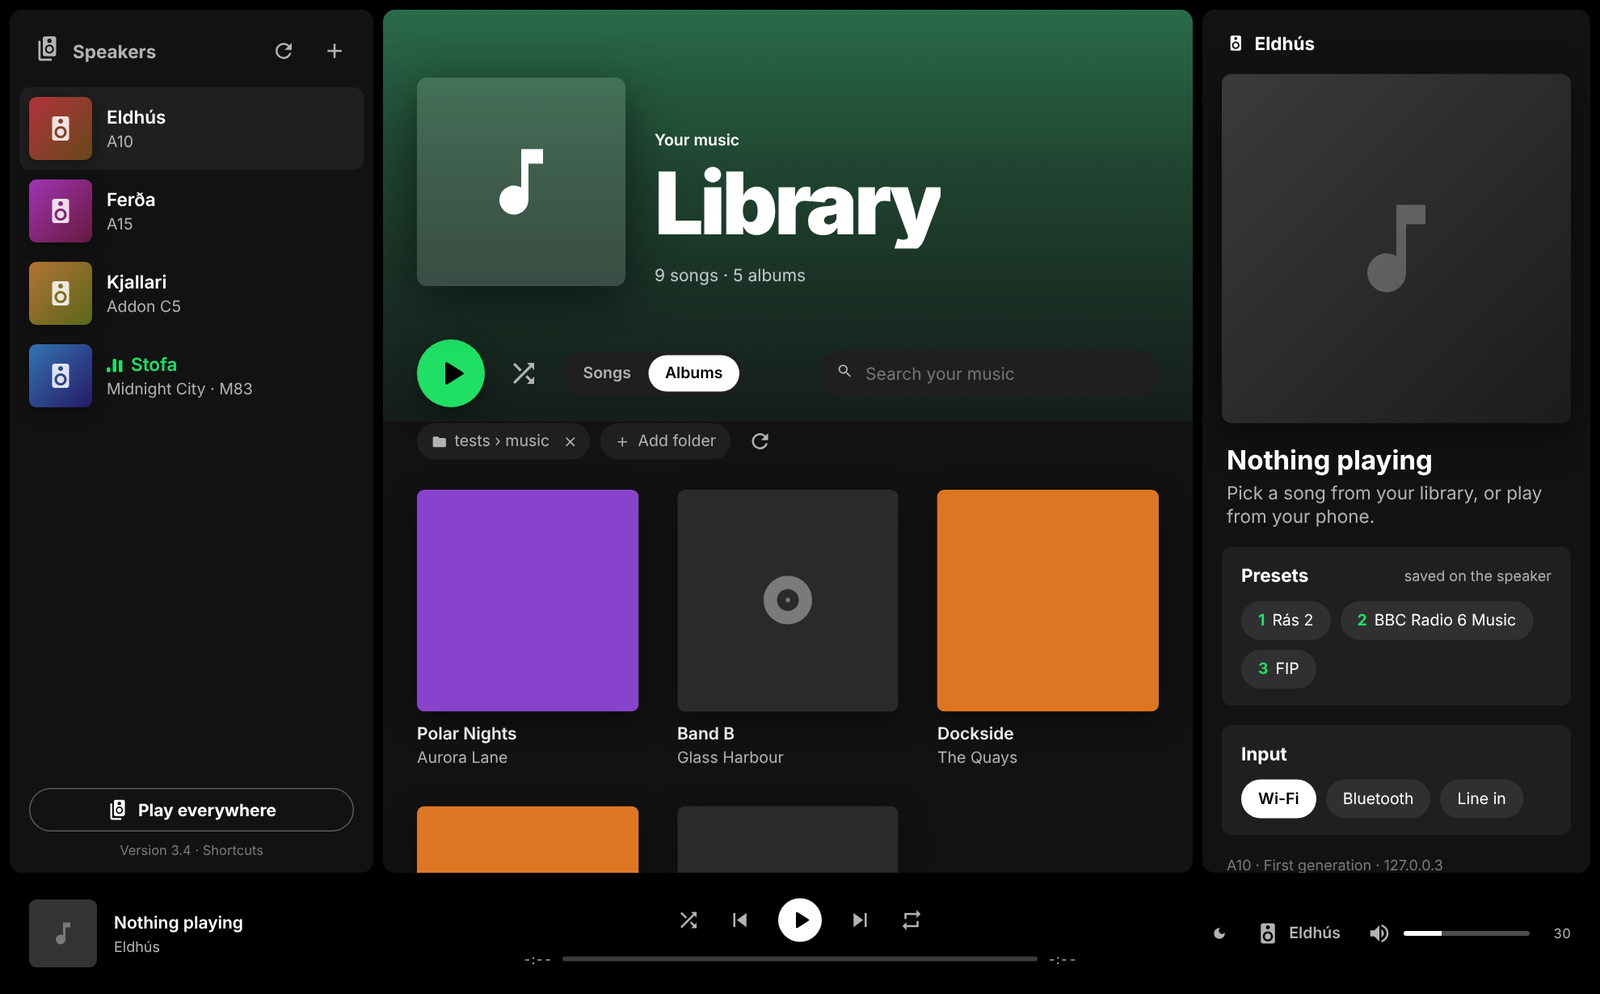 Speakers
Eldhús
A10
Ferða
A15
Kjallari
Addon C5
Stofa
Midnight City · M83
Play everywhere
Version 3.4 · Shortcuts
Your music
Library
9 songs · 5 albums
Songs
Albums
Search your music
tests › music
Add folder
Polar Nights
Aurora Lane
Band B
Glass Harbour
Dockside
The Quays
Eldhús
Nothing playing
Pick a song from your library, or play
from your phone.
Presets
saved on the speaker
1 Rás 2
2 BBC Radio 6 Music
3 FIP
Input
Wi-Fi
Bluetooth
Line in
A10 · First generation · 127.0.0.3
Nothing playing
Eldhús
-:--
-:--
Eldhús
30